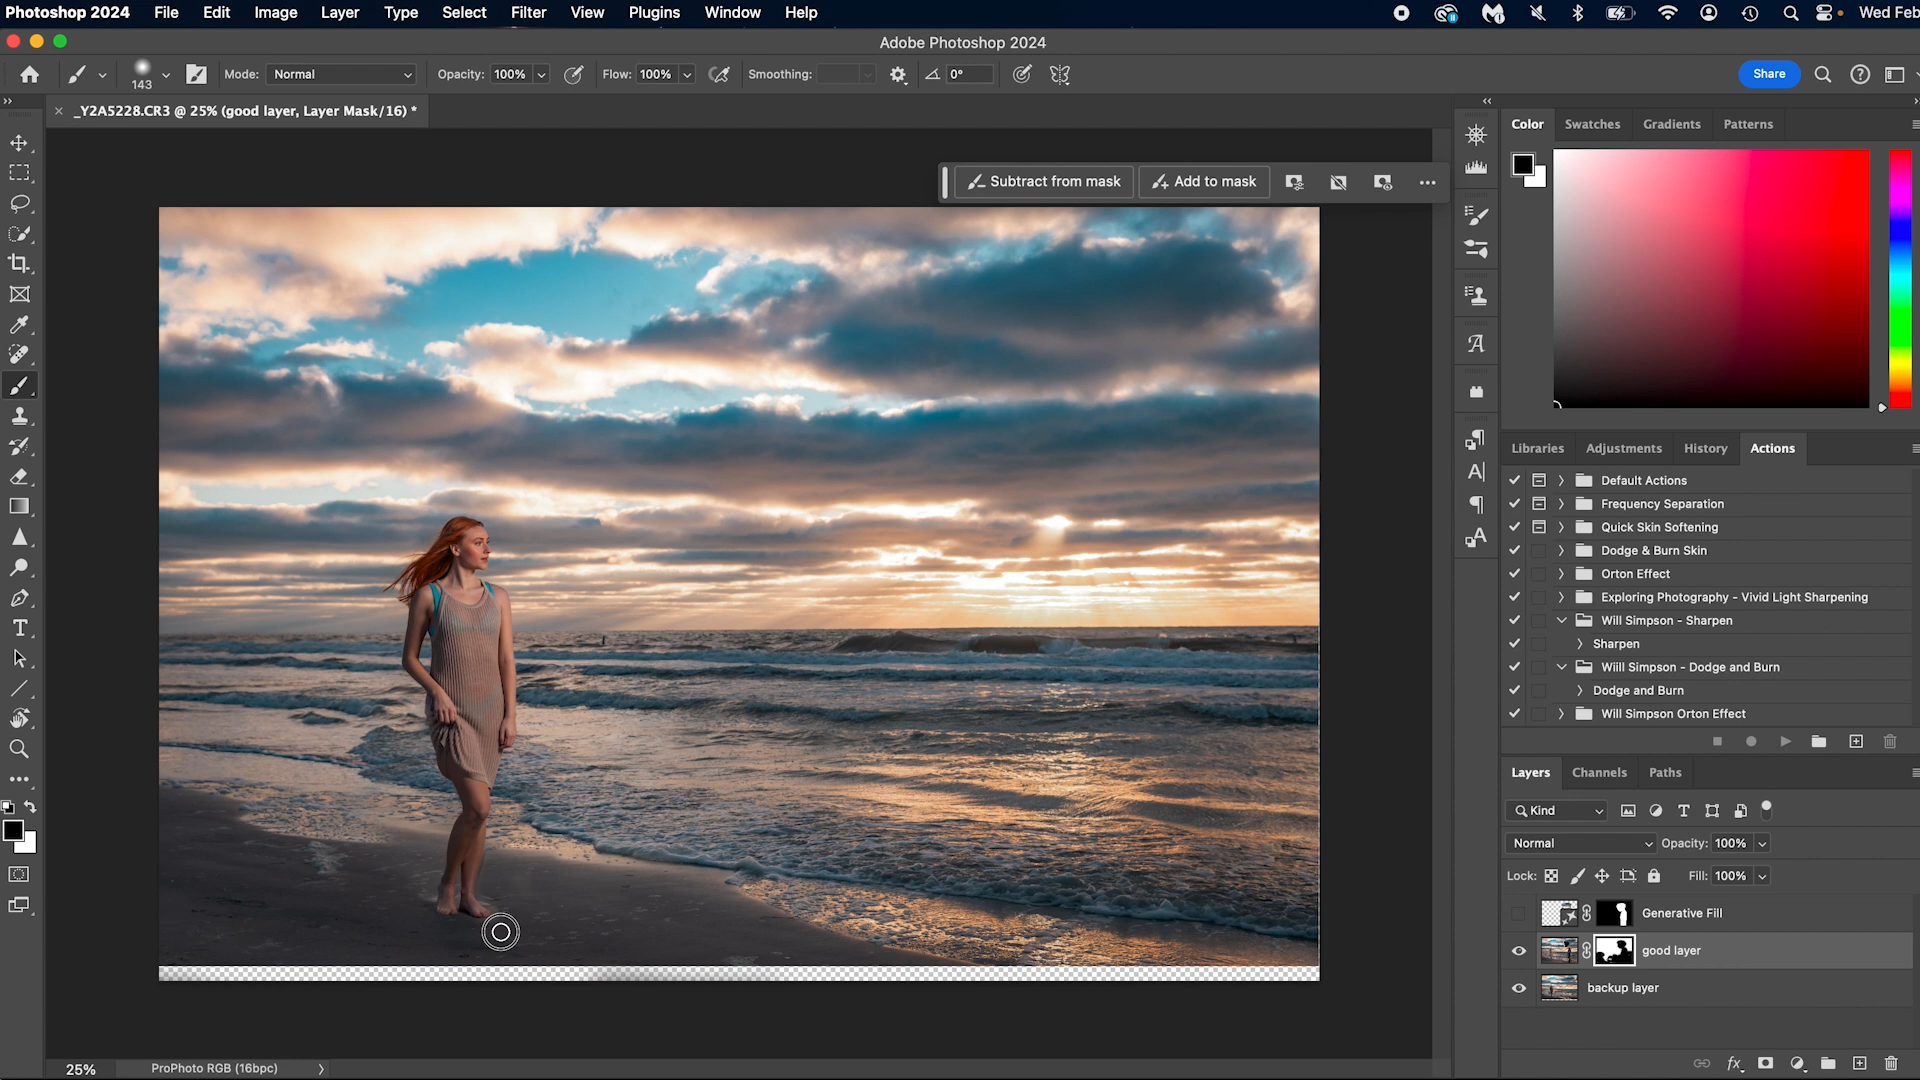 Photoshop 2024 File Edit Image Layer Type Select Filter View Plugins Window Help Wed Feb
Adobe Photoshop 2024
143 Mode: Normal Opacity: 100% Flow: 100% Smoothing: 0° Share
_Y2A5228.CR3 @ 25% (good layer, Layer Mask/16) *
Color Swatches Gradients Patterns
Subtract from mask Add to mask
Libraries Adjustments History Actions
Default Actions
Frequency Separation
Quick Skin Softening
Dodge & Burn Skin
Orton Effect
Exploring Photography - Vivid Light Sharpening
Will Simpson - Sharpen
Sharpen
Wiill Simpson - Dodge and Burn
Dodge and Burn
Will Simpson Orton Effect
Layers Channels Paths
Kind
Normal Opacity: 100%
Lock: Fill: 100%
Generative Fill
good layer
backup layer
25% ProPhoto RGB (16bpc)